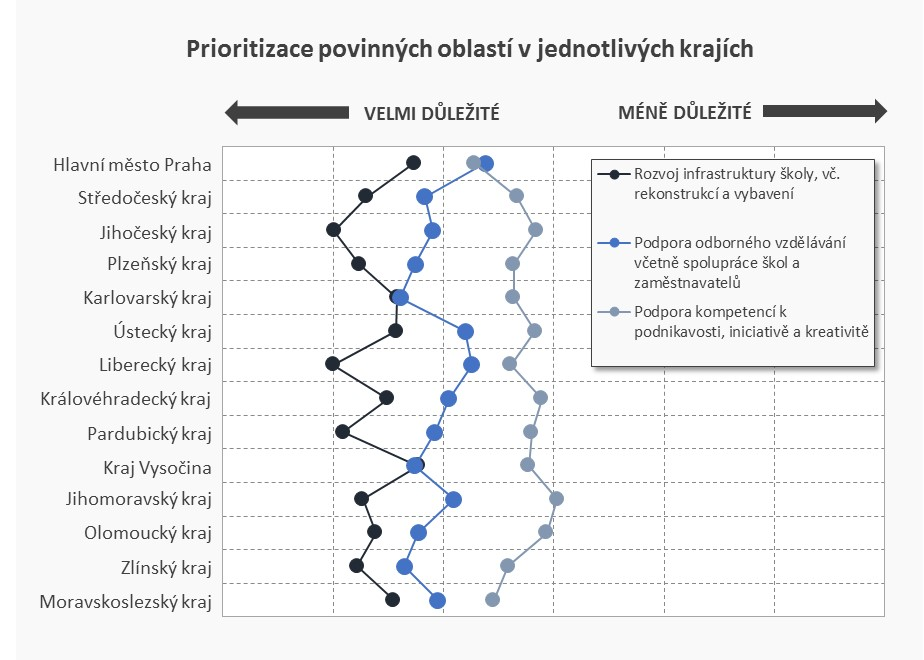 Prioritizace povinných oblastí v jednotlivých krajích
VELMI DŮLEŽITÉ
MÉNĚ DŮLEŽITÉ
Hlavní město Praha
Středočeský kraj
Jihočeský kraj
Plzeňský kraj
Karlovarský kraj
Ústecký kraj
Liberecký kraj
Královéhradecký kraj
Pardubický kraj
Kraj Vysočina
Jihomoravský kraj
Olomoucký kraj
Zlínský kraj
Moravskoslezský kraj
Rozvoj infrastruktury školy, vč.
rekonstrukcí a vybavení
Podpora odborného vzdělávání
včetně spolupráce škol a
zaměstnavatelů
Podpora kompetencí k
podnikavosti, iniciativě a kreativitě